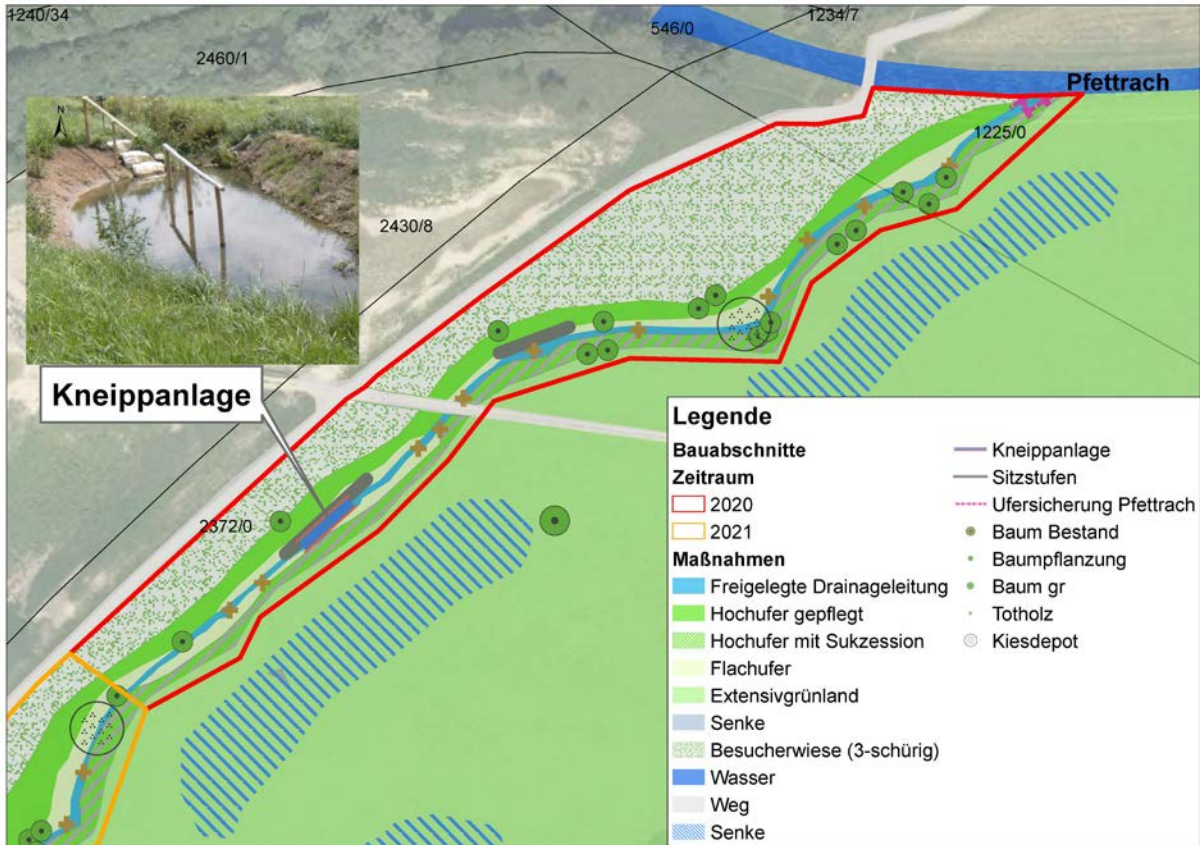 1240/34
1234/7
546/0
2460/1
Pfettrach
N
1225/0
2430/8
Kneippanlage
2372/0
Legende
Bauabschnitte
Zeitraum
2020
2021
Maßnahmen
Freigelegte Drainageleitung
Hochufer gepflegt
Hochufer mit Sukzession
Flachufer
Extensivgrünland
Senke
Besucherwiese (3-schürig)
Wasser
Weg
Senke
Kneippanlage
Sitzstufen
Ufersicherung Pfettrach
Baum Bestand
Baumpflanzung
Baum gr
Totholz
Kiesdepot